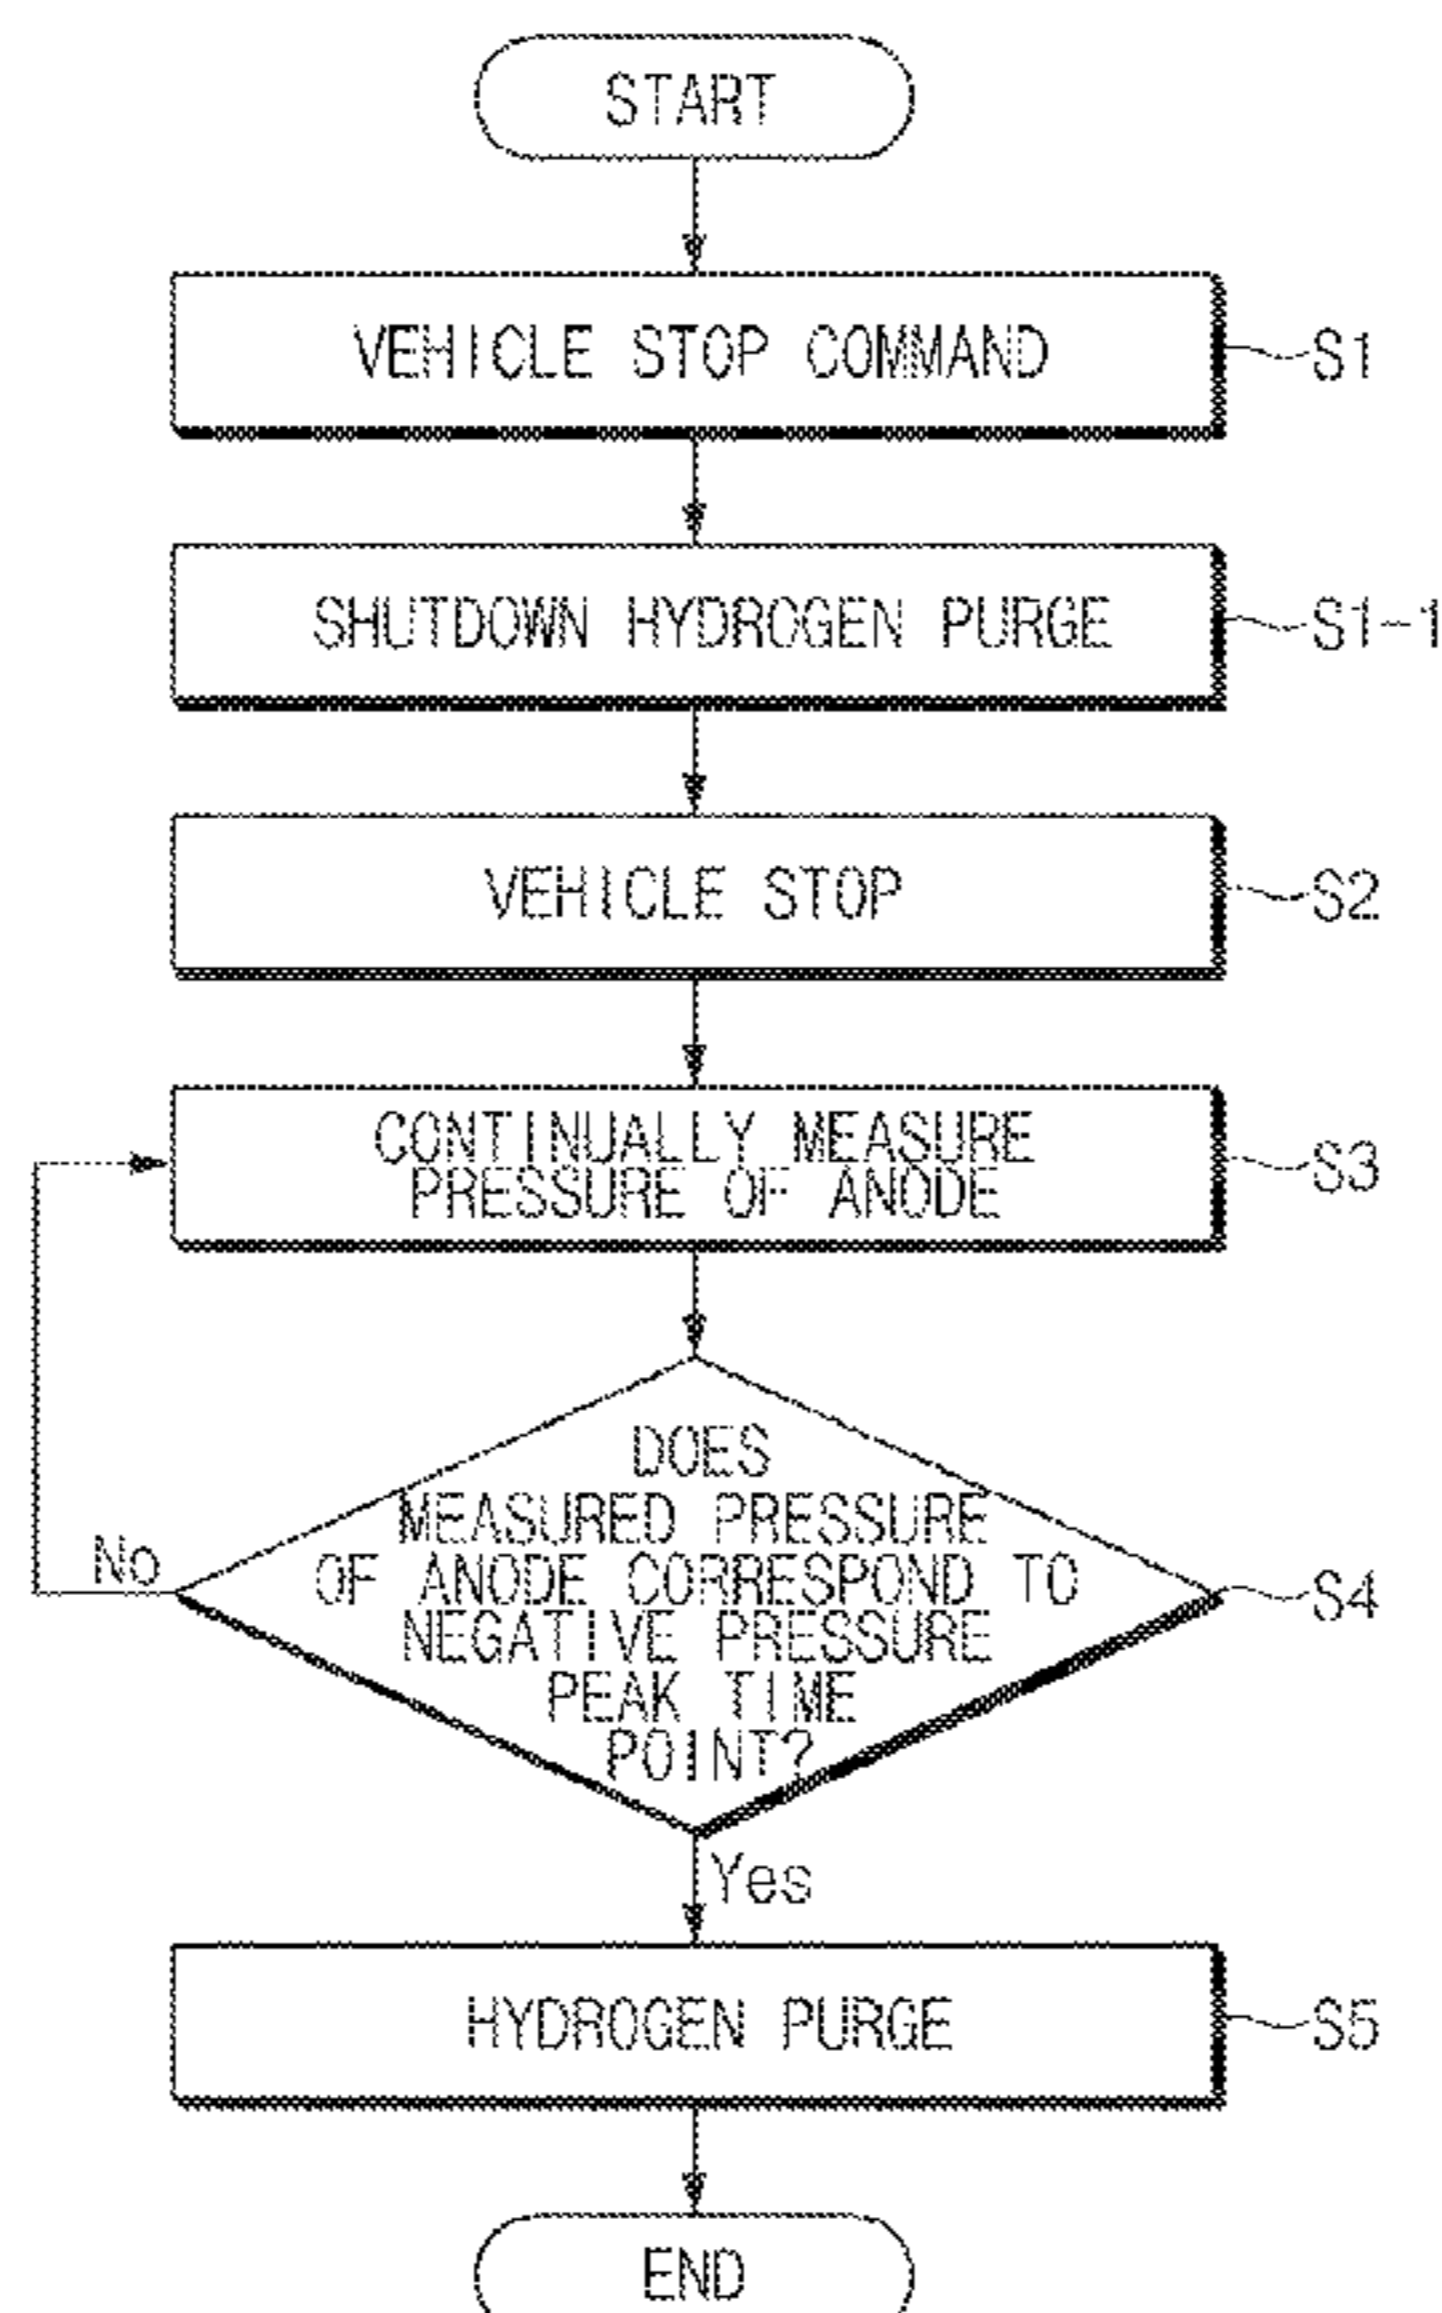 START
VEHICLE STOP COMMAND
S1
SHUTDOWN HYDROGEN PURGE
S1-1
VEHICLE STOP
S2
CONTINUALLY MEASURE
PRESSURE OF ANODE
S3
DOES
MEASURED PRESSURE
OF ANODE CORRESPOND TO
NEGATIVE PRESSURE
PEAK TIME
POINT?
S4
No
Yes
HYDROGEN PURGE
S5
END